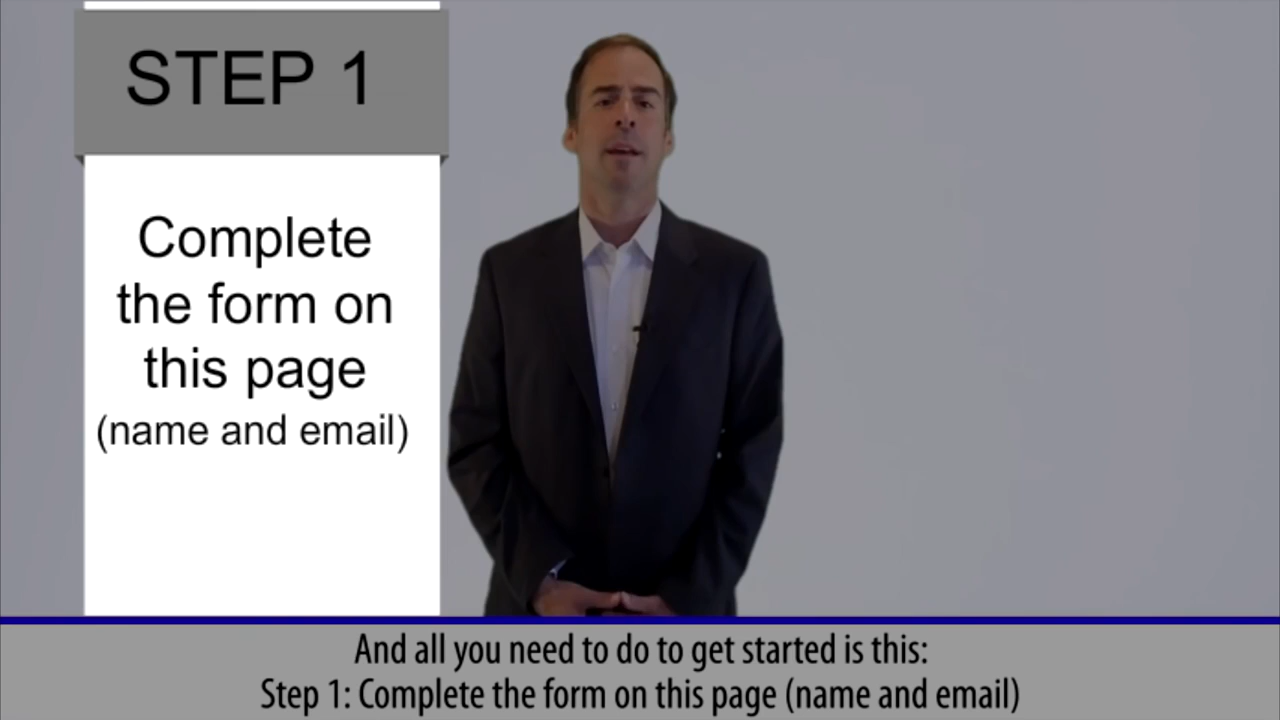 STEP 1
Complete
the form on
this page
(name and email)
And all you need to do to get started is this:
Step 1: Complete the form on this page (name and email)